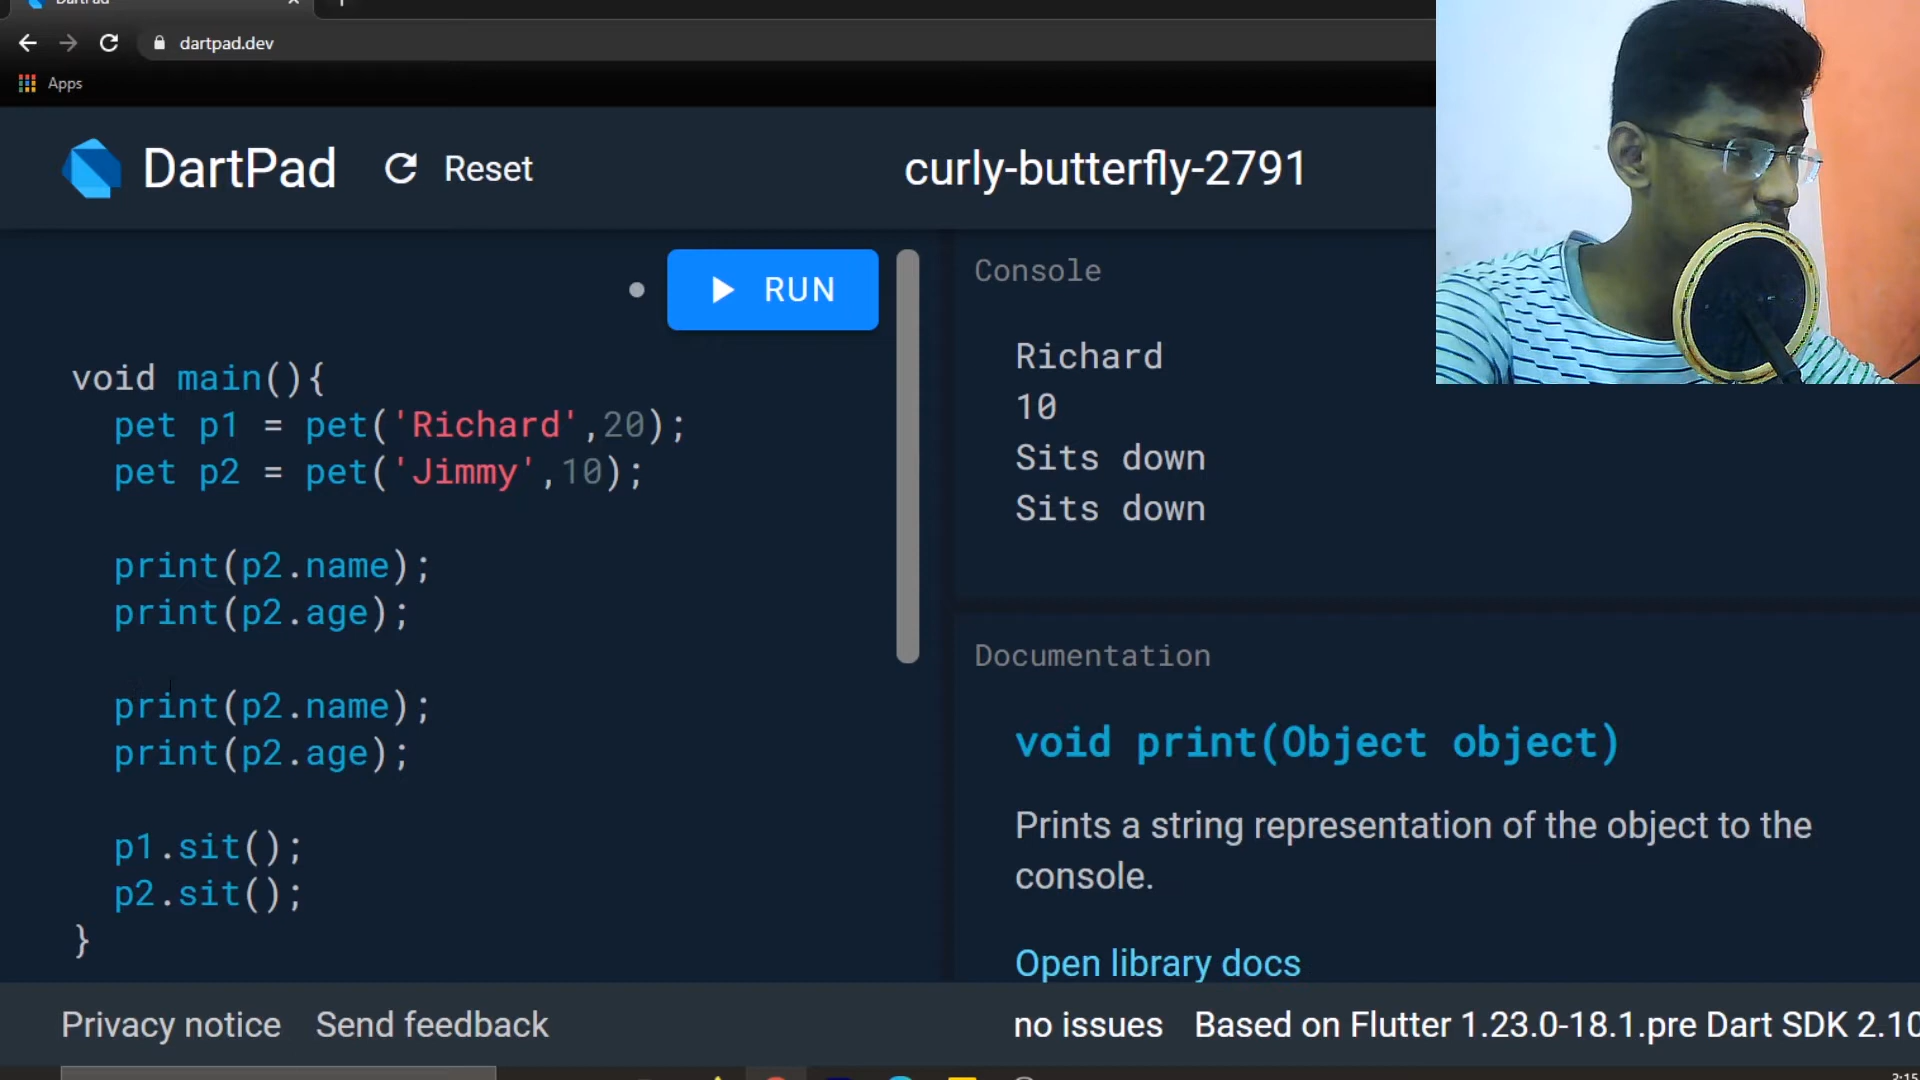 dartpad.dev
Apps
DartPad
Reset
curly-butterfly-2791
RUN
void main(){
pet p1 = pet('Richard',20);
pet p2 = pet('Jimmy',10);
print(p2.name);
print(p2.age);
print(p2.name);
print(p2.age);
p1.sit();
p2.sit();
}
Console
Richard
10
Sits down
Sits down
Documentation
void print(Object object)
Prints a string representation of the object to the
console.
Open library docs
Privacy notice
Send feedback
no issues
Based on Flutter 1.23.0-18.1.pre Dart SDK 2.10